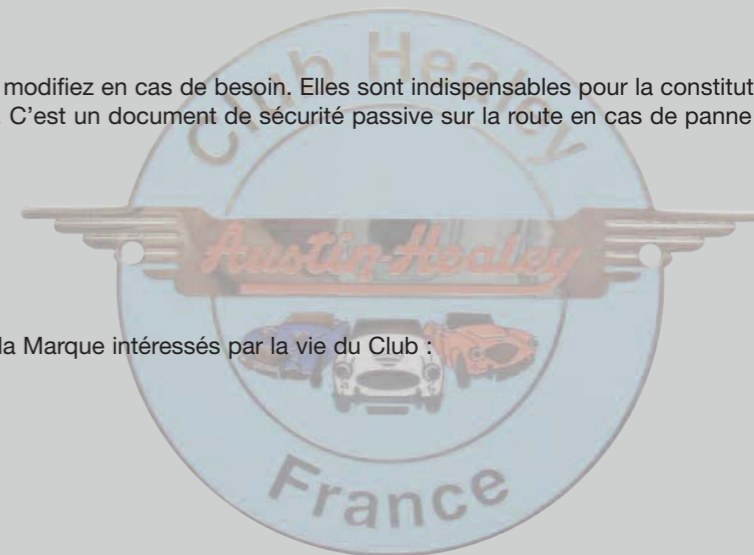 Club Healey
modifiez en cas de besoin. Elles sont indispensables pour la constitut
C’est un document de sécurité passive sur la route en cas de panne
Austin-Healey
la Marque intéressés par la vie du Club :
France